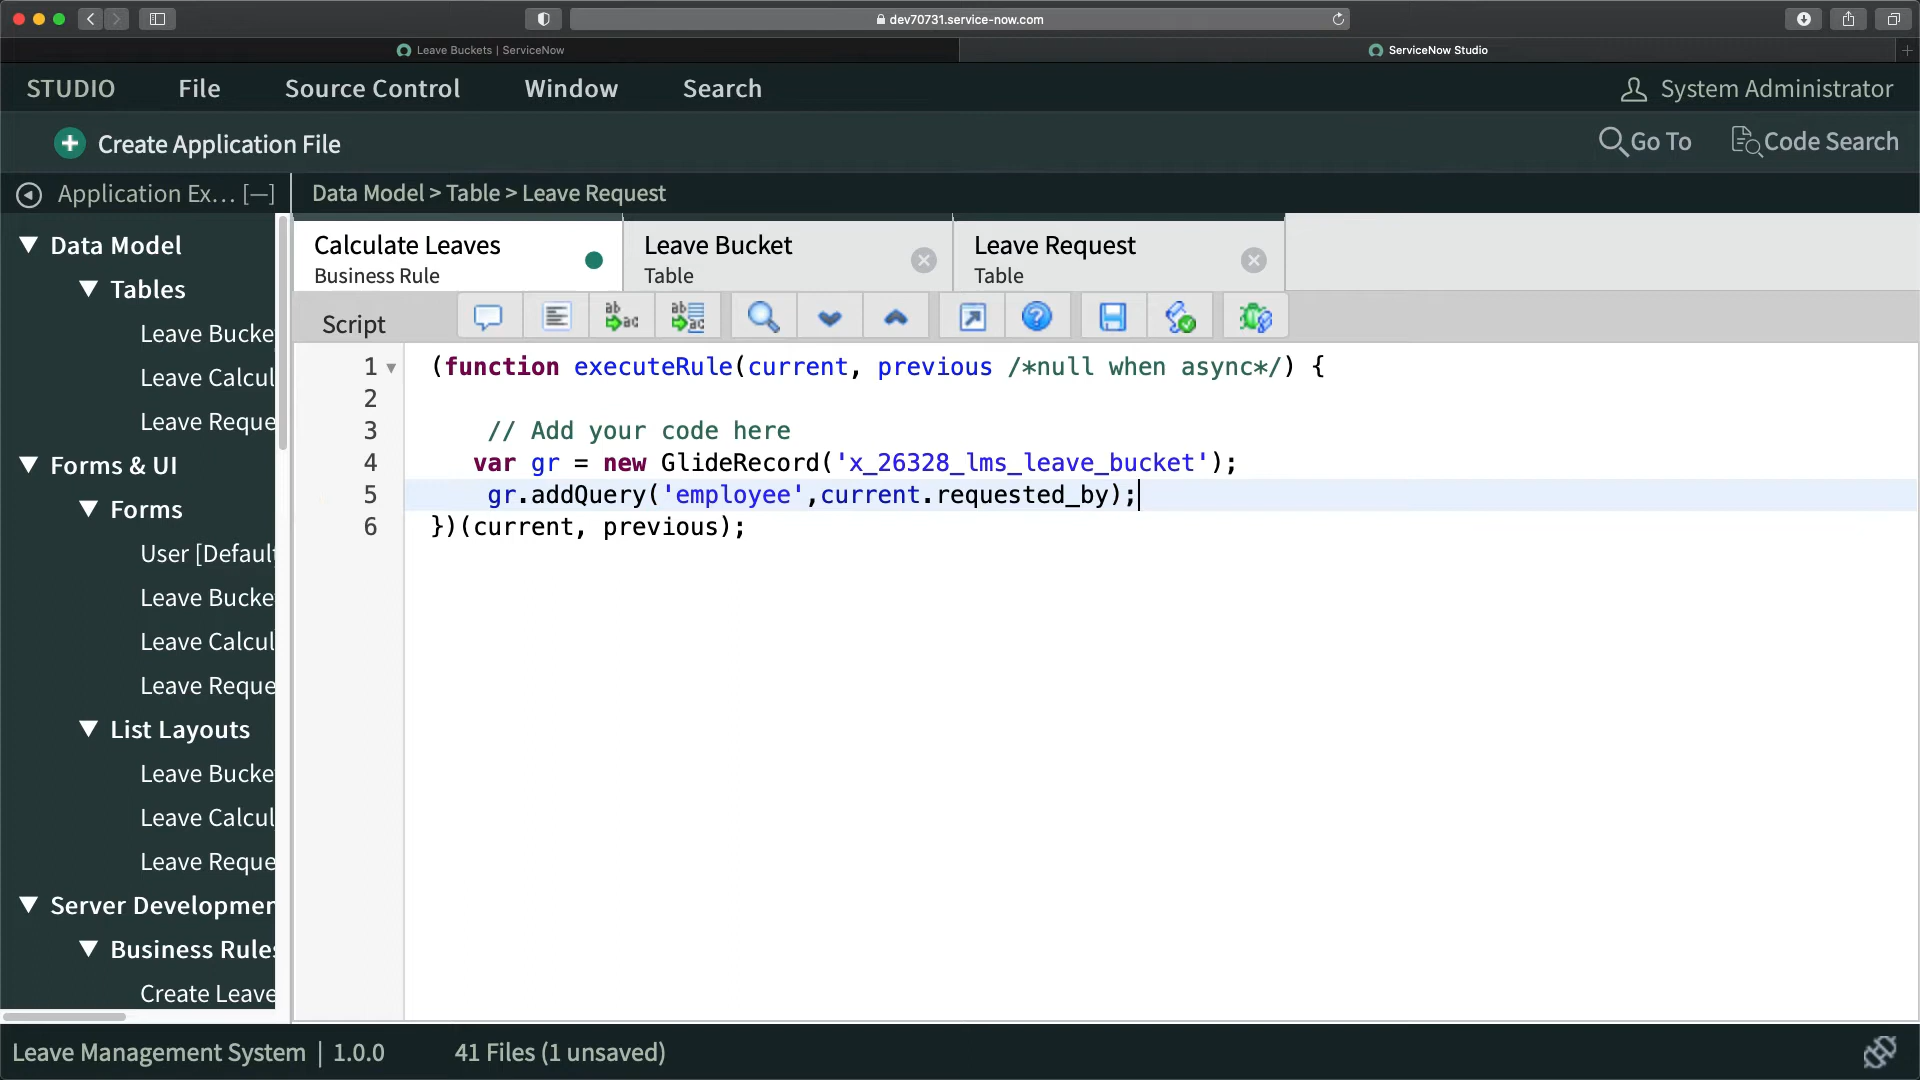 dev70731.service-now.com
Leave Buckets | ServiceNow
ServiceNow Studio
STUDIO File Source Control Window Search System Administrator
Create Application File Go To Code Search
Application Ex... [—] Data Model > Table > Leave Request
Calculate Leaves
Business Rule
Leave Bucket
Table
Leave Request
Table
Script
1 (function executeRule(current, previous /*null when async*/) {
2
3 // Add your code here
4 var gr = new GlideRecord('x_26328_lms_leave_bucket');
5 gr.addQuery('employee',current.requested_by);
6 })(current, previous);
Data Model
Tables
Leave Bucke
Leave Calcul
Leave Reque
Forms & UI
Forms
User [Default
Leave Bucke
Leave Calcul
Leave Reque
List Layouts
Leave Bucke
Leave Calcul
Leave Reque
Server Developmen
Business Rules
Create Leave
Leave Management System | 1.0.0 41 Files (1 unsaved)